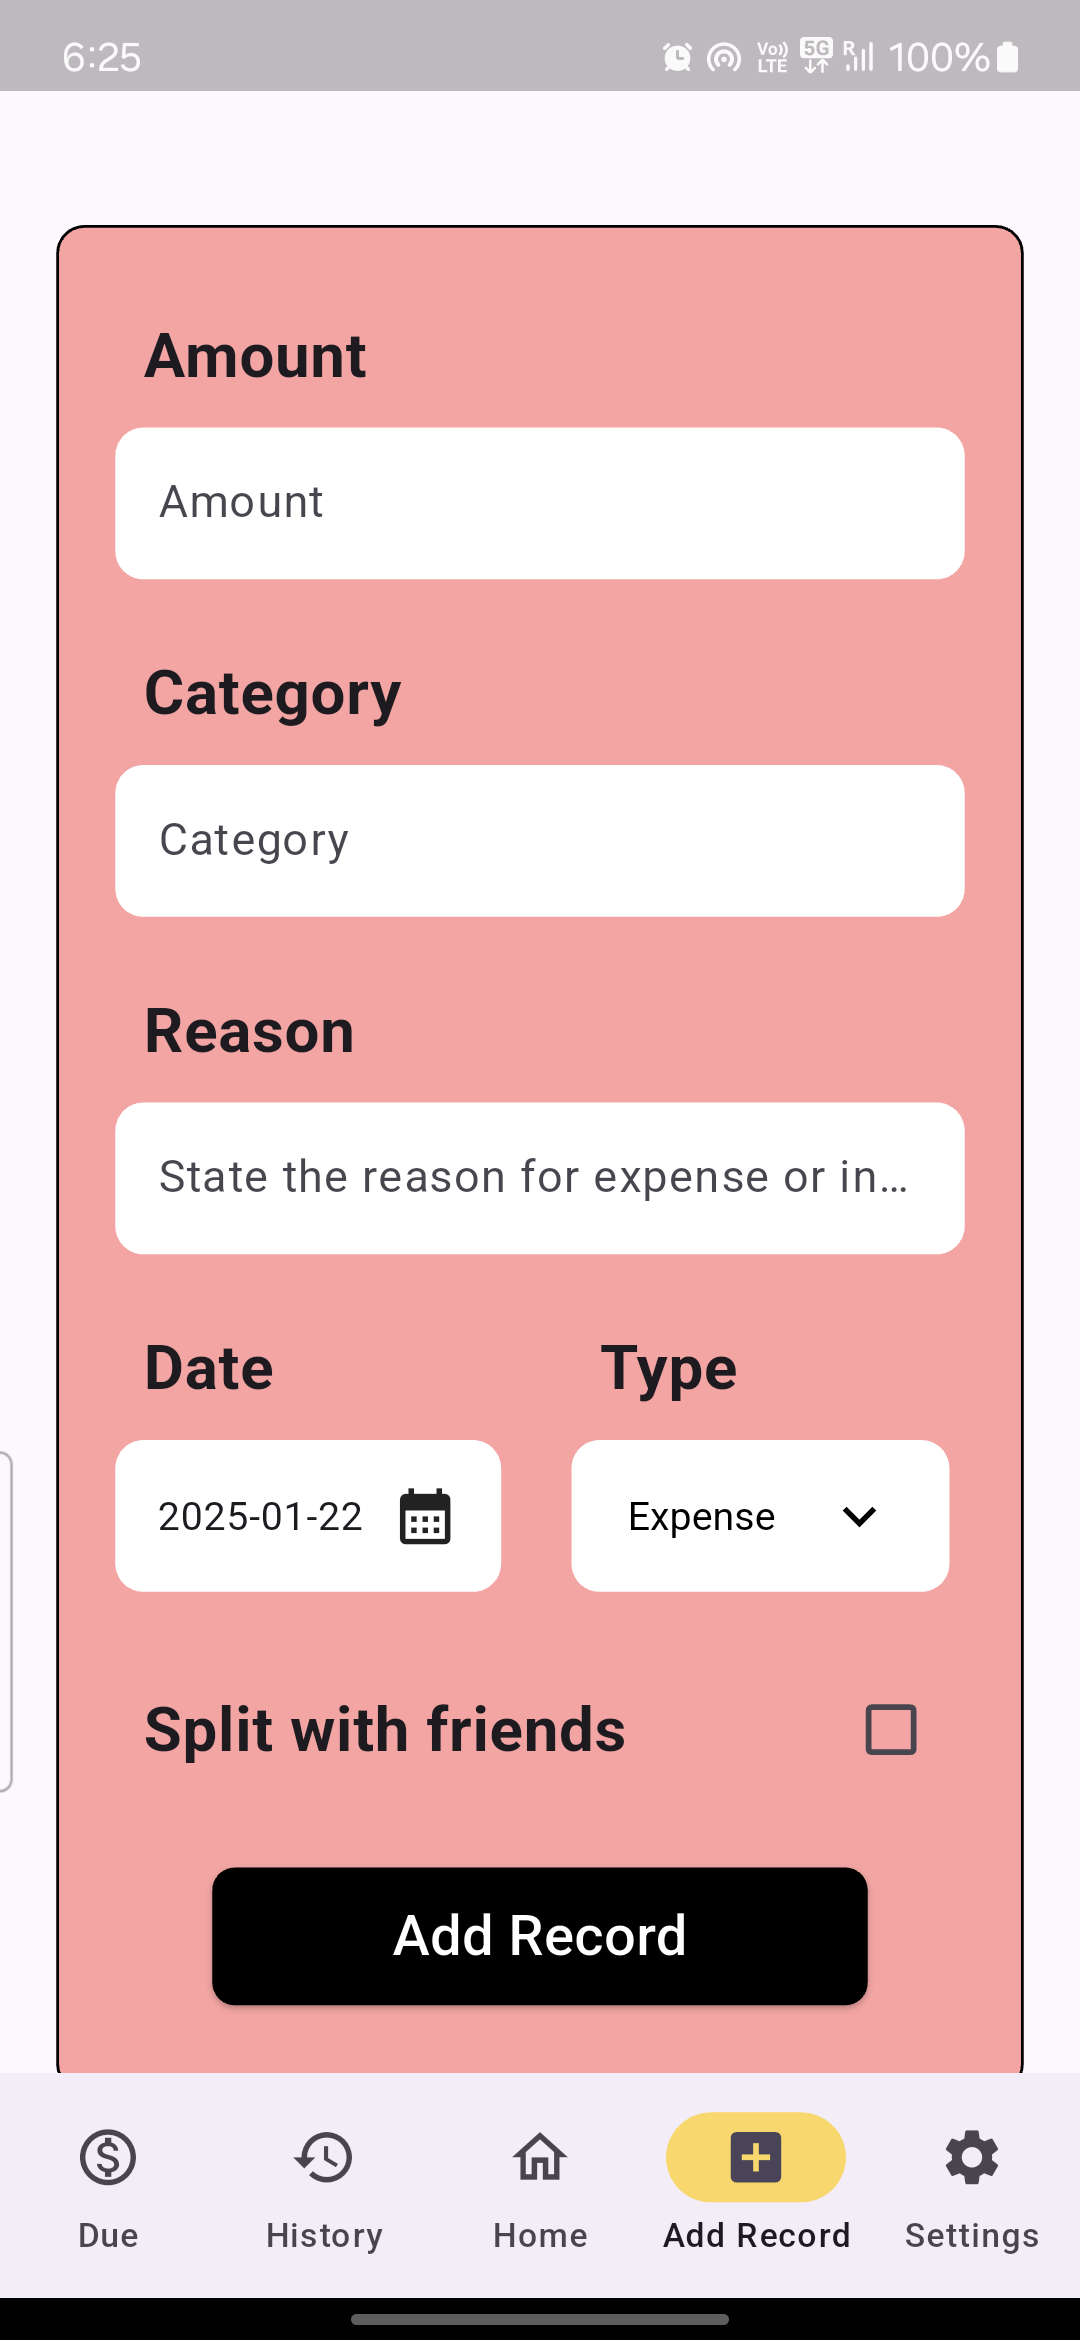 6:25 Vo)) LTE 5G R 100%
Amount
Amount
Category
Category
Reason
State the reason for expense or in...
Date Type
2025-01-22 Expense
Split with friends
Add Record
Due History Home Add Record Settings